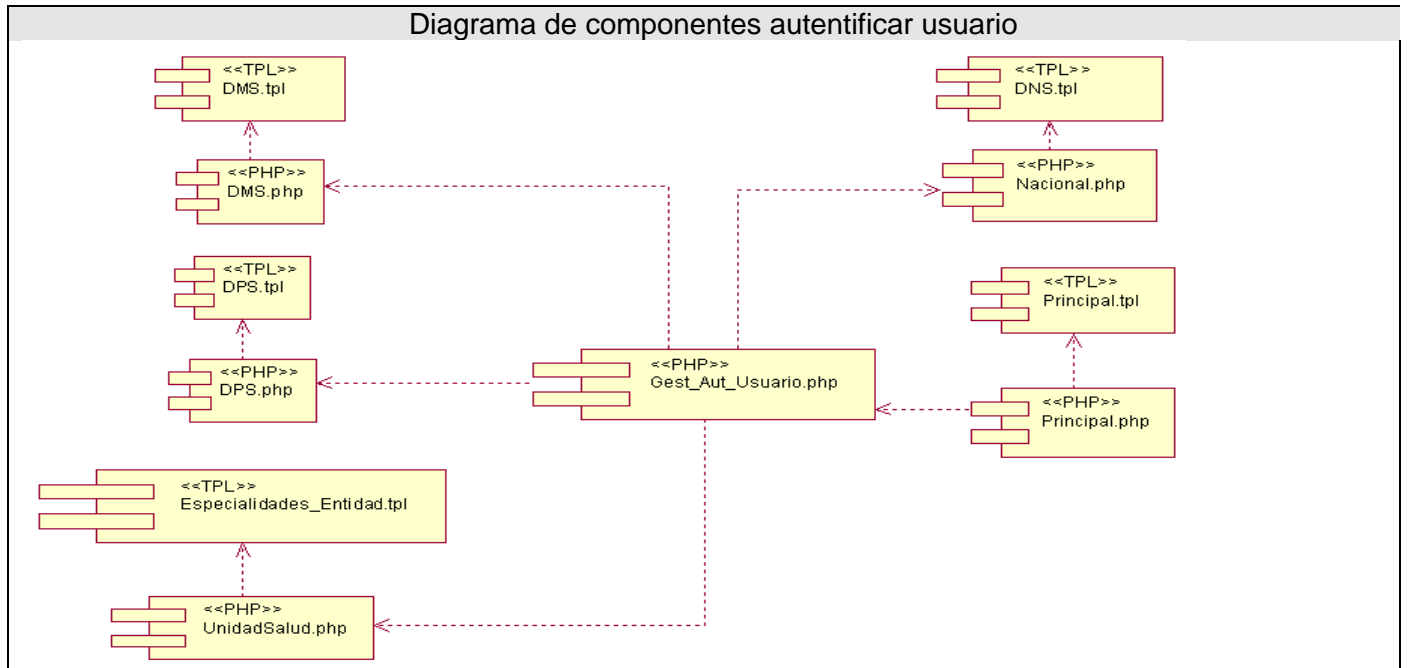 Diagrama de componentes autentificar usuario
<<TPL>>
DMS.tpl
<<TPL>>
DNS.tpl
<<PHP>>
DMS.php
<<PHP>>
Nacional.php
<<TPL>>
DPS.tpl
<<TPL>>
Principal.tpl
<<PHP>>
DPS.php
<<PHP>>
Gest_Aut_Usuario.php
<<PHP>>
Principal.php
<<TPL>>
Especialidades_Entidad.tpl
<<PHP>>
UnidadSalud.php